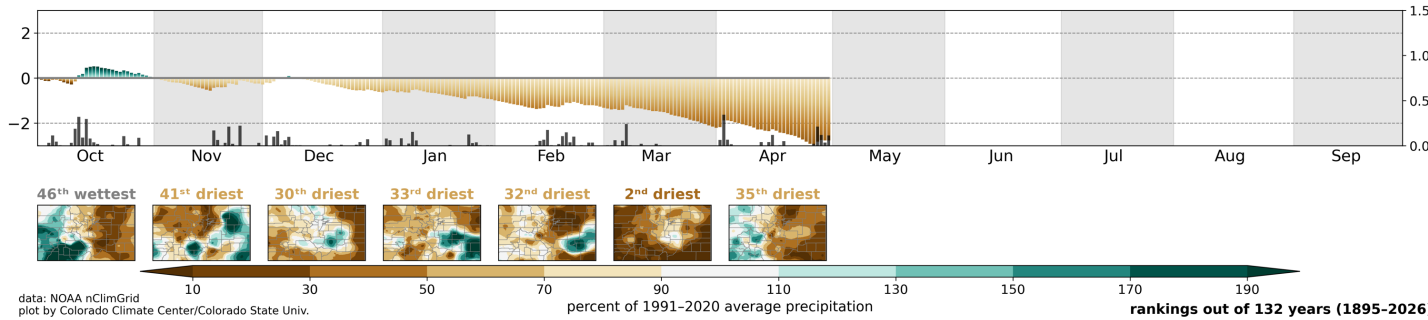 2
0
−2
1.5
1.0
0.5
0.0
Oct Nov Dec Jan Feb Mar Apr May Jun Jul Aug Sep
46th wettest 41st driest 30th driest 33rd driest 32nd driest 2nd driest 35th driest
10 30 50 70 90 110 130 150 170 190
percent of 1991–2020 average precipitation
data: NOAA nClimGrid
plot by Colorado Climate Center/Colorado State Univ.
rankings out of 132 years (1895–2026